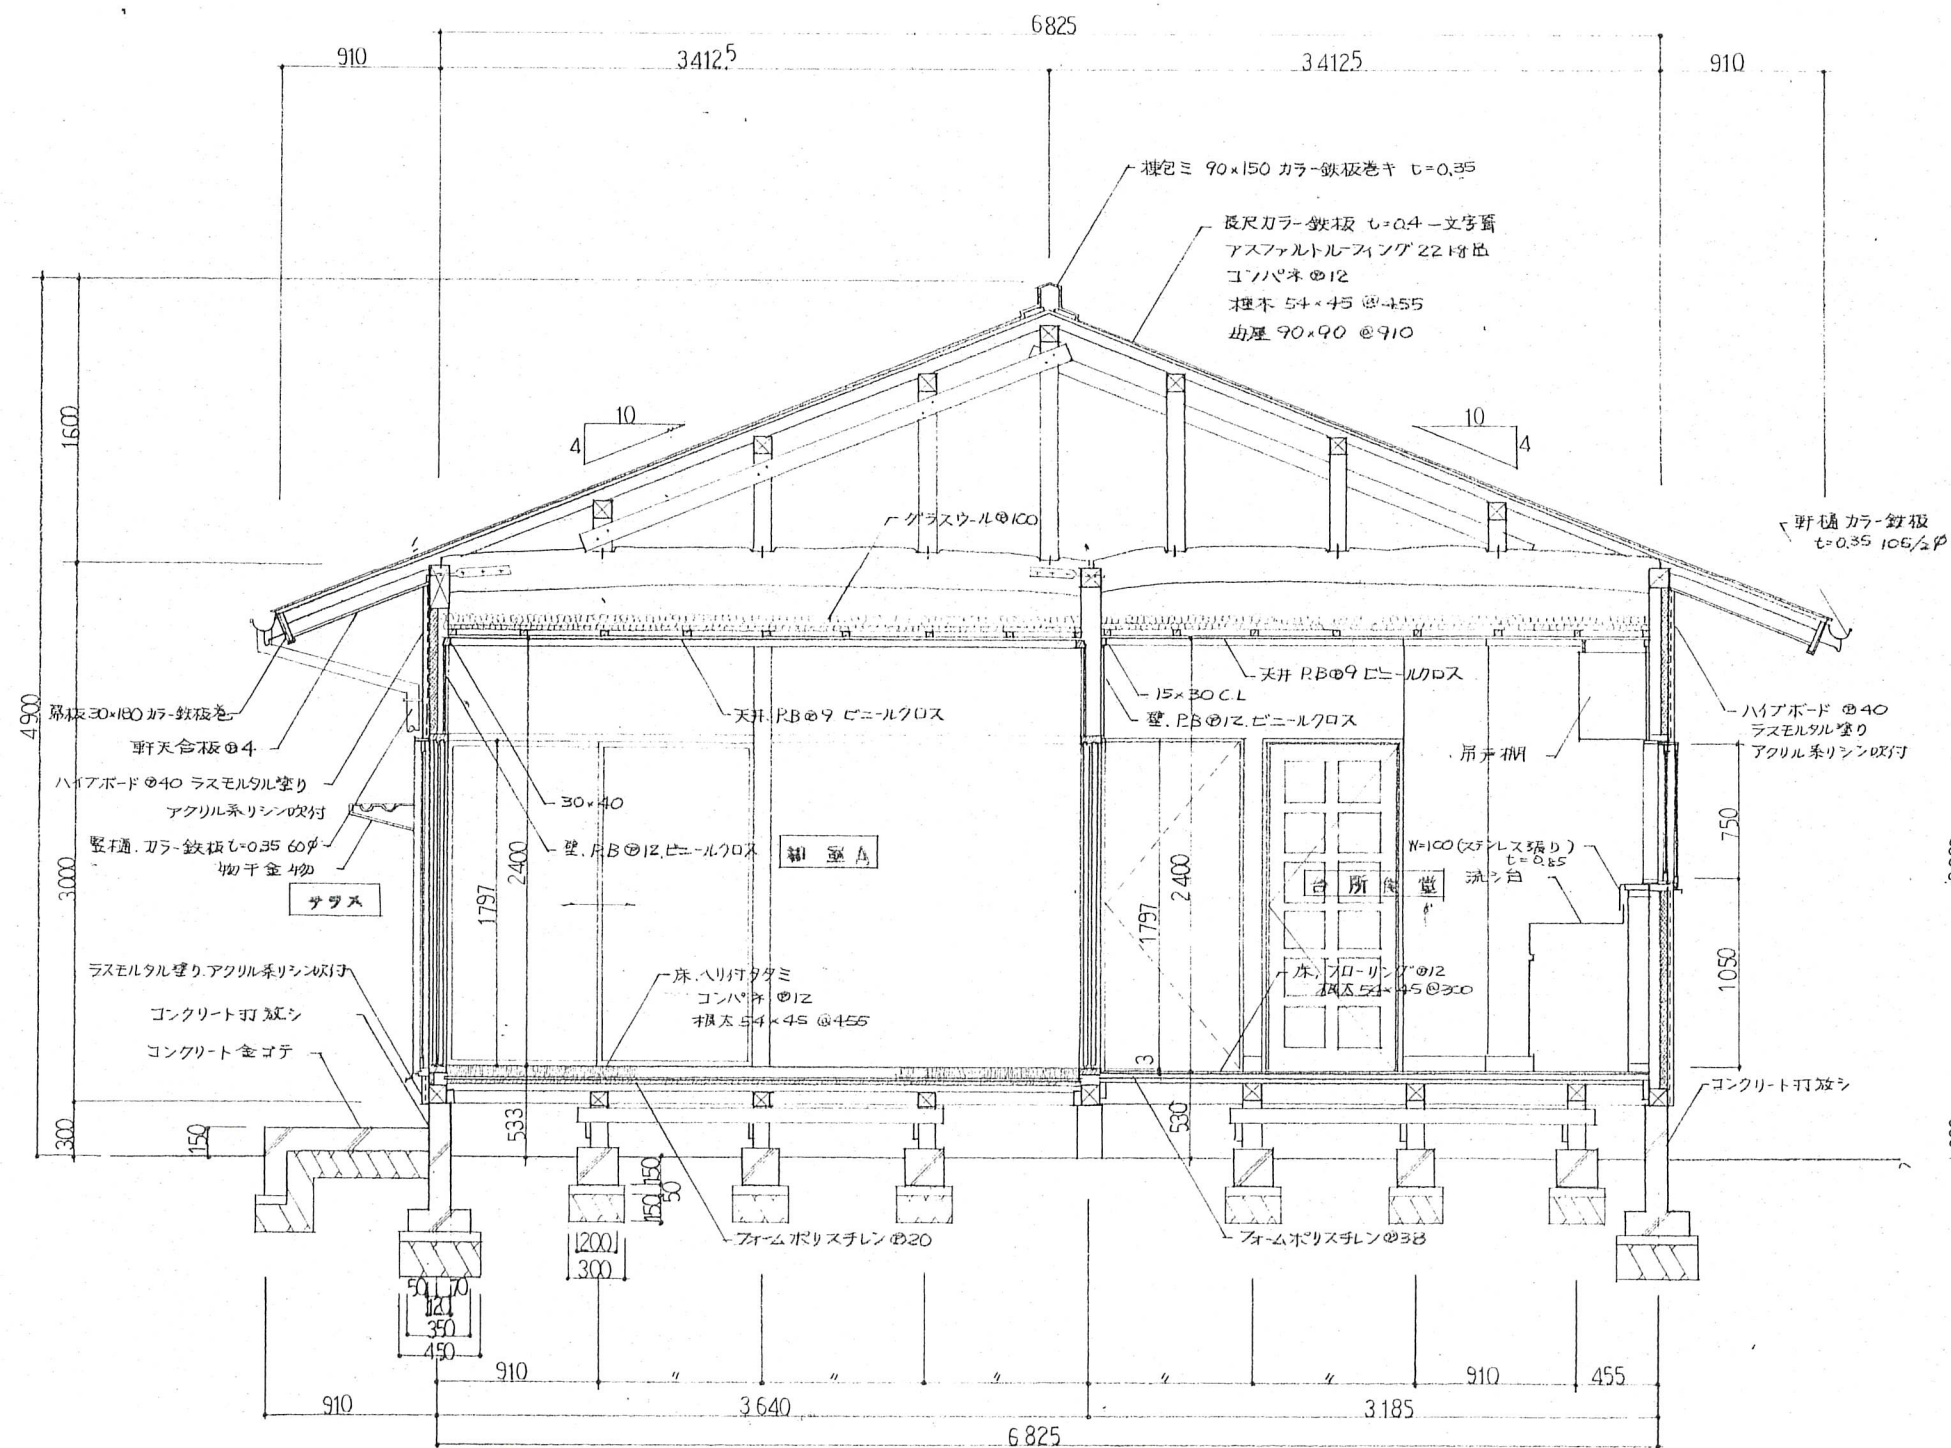 6825
910
3412.5
3412.5
910
棟包ミ 90×150 カラー鉄板巻キ t=0.35
長尺カラー鉄板 t=0.4 一文字葺
アスファルトルーフィング 22kg品
コンパネ ⑦12
棰木 54×45 @455
母屋 90×90 @910
10
4
10
4
グラスウール⑦100
軒樋 カラー鉄板
t=0.35 105/2φ
1600
4900
3000
300
150
鼻板30×180カラー鉄板巻
軒天合板⑦4
ハイプボード⑦40 ラスモルタル塗り
アクリル系リシン吹付
竪樋.カラー鉄板t=0.35 60φ
物干金物
テラス
ラスモルタル塗り.アクリル系リシン吹付
コンクリート打放シ
コンクリート金ゴテ
天井.P.B⑦9 ビニールクロス
30×40
壁.P.B⑦12.ビニールクロス
和室A
1797
2400
533
床.ヘリ付タタミ
コンパネ ⑦12
根太 54×45 @455
天井 P.B⑦9 ビニールクロス
15×30 C.L
壁.P.B⑦12.ビニールクロス
吊戸棚
ハイプボード ⑦40
ラスモルタル塗り
アクリル系リシン吹付
W=100(ステンレス張り)
t=0.85
流シ台
台所食堂
1797
2400
3
530
床.フローリング⑦12
根太 54×45 @300
750
1050
コンクリート打放シ
150
50
150
200
300
フォームポリスチレン⑦20
フォームポリスチレン⑦38
50
70
120
350
450
910
〃
〃
〃
〃
〃
910
455
910
3640
3185
6825